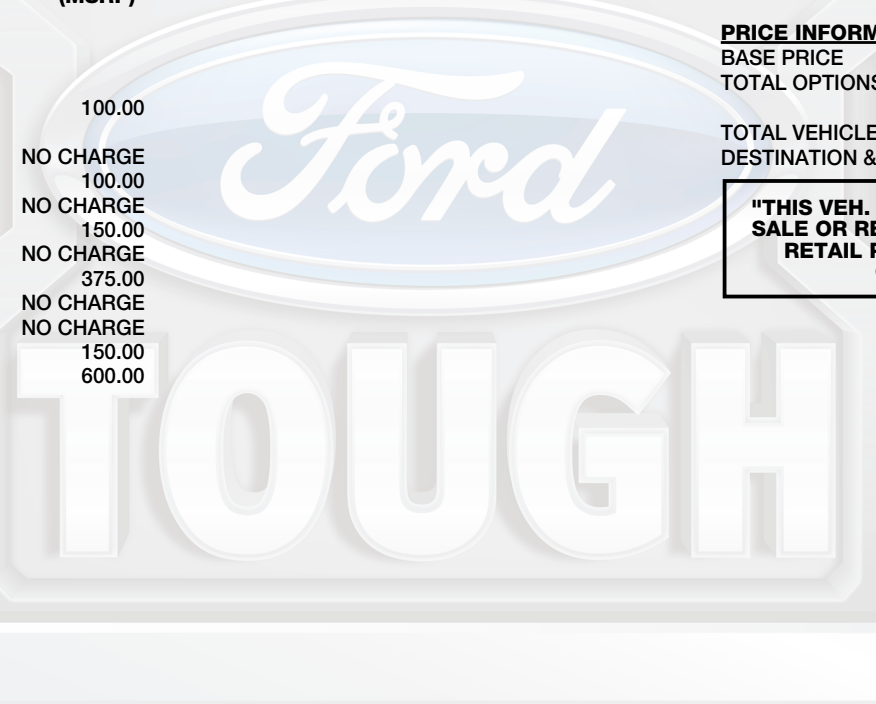 (MSRP)
100.00
NO CHARGE
100.00
NO CHARGE
150.00
NO CHARGE
375.00
NO CHARGE
NO CHARGE
150.00
600.00
PRICE INFORM
BASE PRICE
TOTAL OPTIONS
TOTAL VEHICLE
DESTINATION &
"THIS VEH.
SALE OR RE
RETAIL
Ford
TOUGH